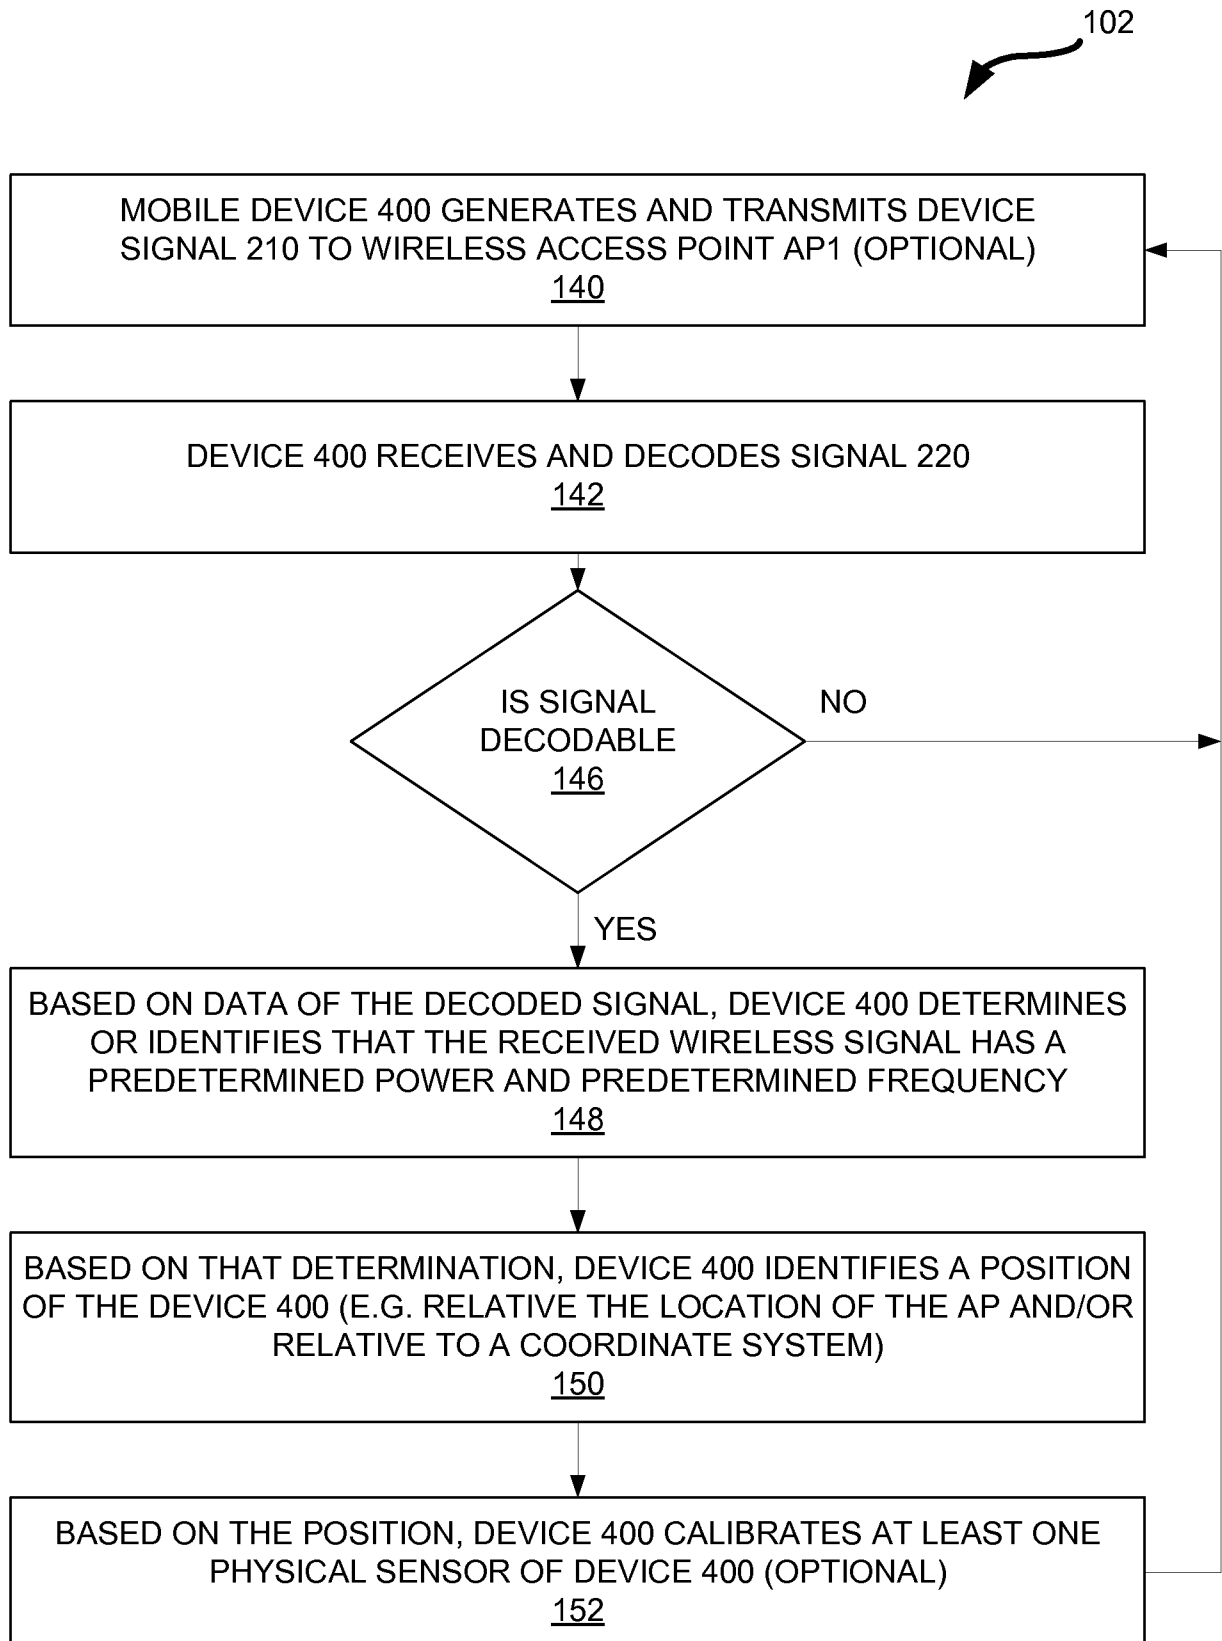 102
MOBILE DEVICE 400 GENERATES AND TRANSMITS DEVICE
SIGNAL 210 TO WIRELESS ACCESS POINT AP1 (OPTIONAL)
140
DEVICE 400 RECEIVES AND DECODES SIGNAL 220
142
IS SIGNAL
DECODABLE
146
NO
YES
BASED ON DATA OF THE DECODED SIGNAL, DEVICE 400 DETERMINES
OR IDENTIFIES THAT THE RECEIVED WIRELESS SIGNAL HAS A
PREDETERMINED POWER AND PREDETERMINED FREQUENCY
148
BASED ON THAT DETERMINATION, DEVICE 400 IDENTIFIES A POSITION
OF THE DEVICE 400 (E.G. RELATIVE THE LOCATION OF THE AP AND/OR
RELATIVE TO A COORDINATE SYSTEM)
150
BASED ON THE POSITION, DEVICE 400 CALIBRATES AT LEAST ONE
PHYSICAL SENSOR OF DEVICE 400 (OPTIONAL)
152